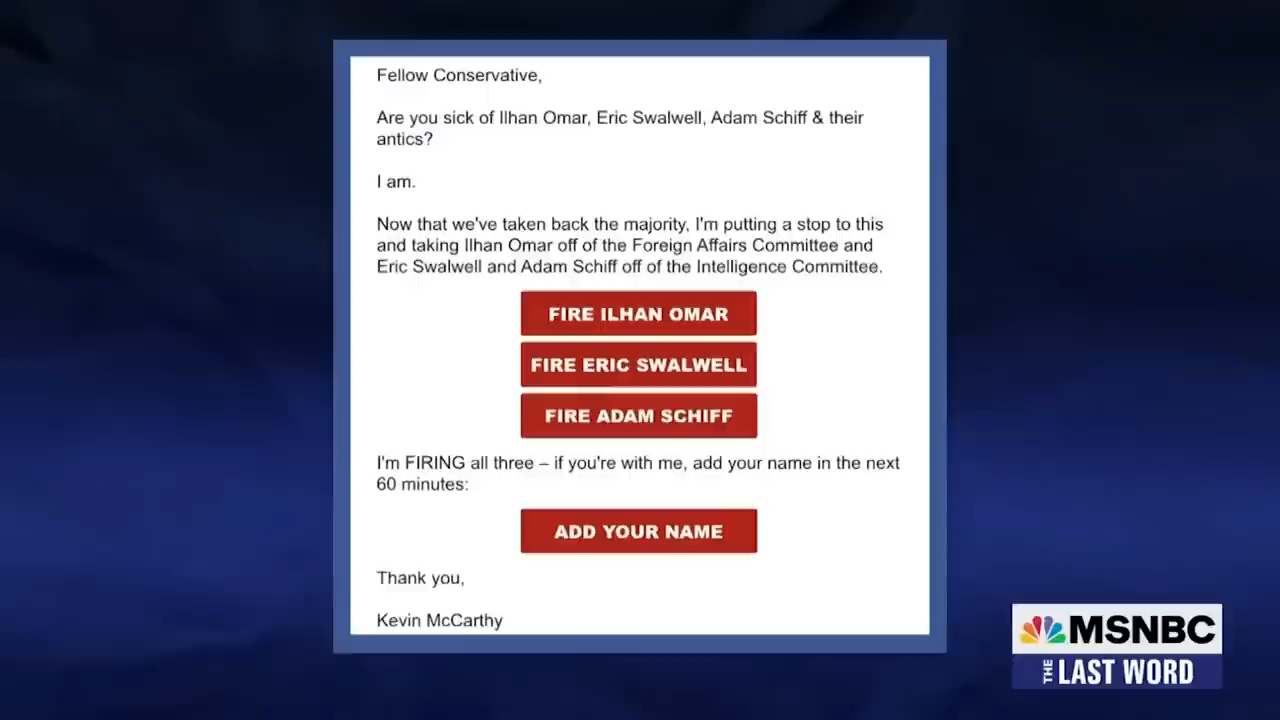 Fellow Conservative,
Are you sick of Ilhan Omar, Eric Swalwell, Adam Schiff & their
antics?
I am.
Now that we've taken back the majority, I'm putting a stop to this
and taking Ilhan Omar off of the Foreign Affairs Committee and
Eric Swalwell and Adam Schiff off of the Intelligence Committee.
FIRE ILHAN OMAR
FIRE ERIC SWALWELL
FIRE ADAM SCHIFF
I'm FIRING all three – if you're with me, add your name in the next
60 minutes:
ADD YOUR NAME
Thank you,
Kevin McCarthy
MSNBC
THE LAST WORD